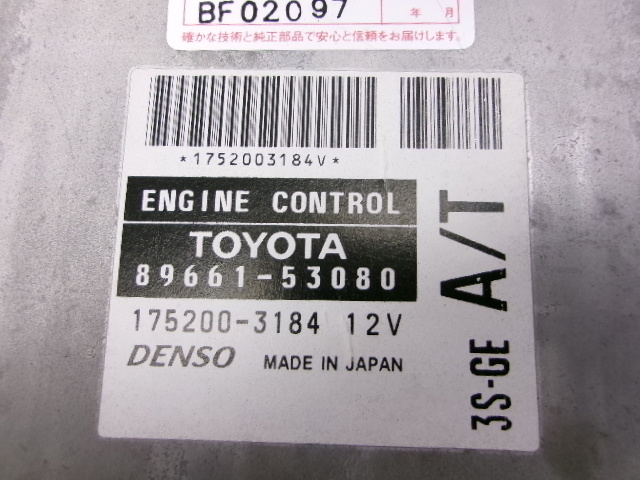 BF02097
年 月
確かな技術と純正部品で安心と信頼をお届けします。
*1752003184V*
ENGINE CONTROL
TOYOTA
89661-53080
175200-3184 12V
DENSO MADE IN JAPAN
3S-GE A/T